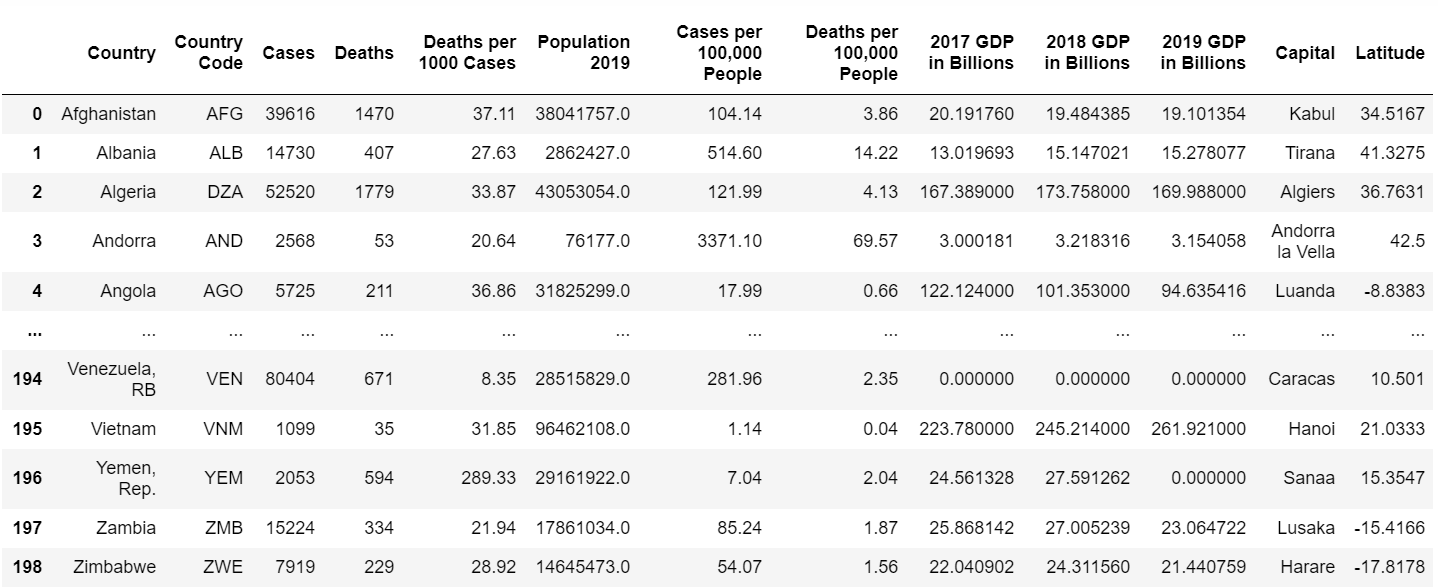 Country Country Code Cases Deaths Deaths per 1000 Cases Population 2019 Cases per 100,000 People Deaths per 100,000 People 2017 GDP in Billions 2018 GDP in Billions 2019 GDP in Billions Capital Latitude
0 Afghanistan AFG 39616 1470 37.11 38041757.0 104.14 3.86 20.191760 19.484385 19.101354 Kabul 34.5167
1 Albania ALB 14730 407 27.63 2862427.0 514.60 14.22 13.019693 15.147021 15.278077 Tirana 41.3275
2 Algeria DZA 52520 1779 33.87 43053054.0 121.99 4.13 167.389000 173.758000 169.988000 Algiers 36.7631
3 Andorra AND 2568 53 20.64 76177.0 3371.10 69.57 3.000181 3.218316 3.154058 Andorra la Vella 42.5
4 Angola AGO 5725 211 36.86 31825299.0 17.99 0.66 122.124000 101.353000 94.635416 Luanda -8.8383
... ... ... ... ... ... ... ... ... ... ... ... ... ...
194 Venezuela, RB VEN 80404 671 8.35 28515829.0 281.96 2.35 0.000000 0.000000 0.000000 Caracas 10.501
195 Vietnam VNM 1099 35 31.85 96462108.0 1.14 0.04 223.780000 245.214000 261.921000 Hanoi 21.0333
196 Yemen, Rep. YEM 2053 594 289.33 29161922.0 7.04 2.04 24.561328 27.591262 0.000000 Sanaa 15.3547
197 Zambia ZMB 15224 334 21.94 17861034.0 85.24 1.87 25.868142 27.005239 23.064722 Lusaka -15.4166
198 Zimbabwe ZWE 7919 229 28.92 14645473.0 54.07 1.56 22.040902 24.311560 21.440759 Harare -17.8178